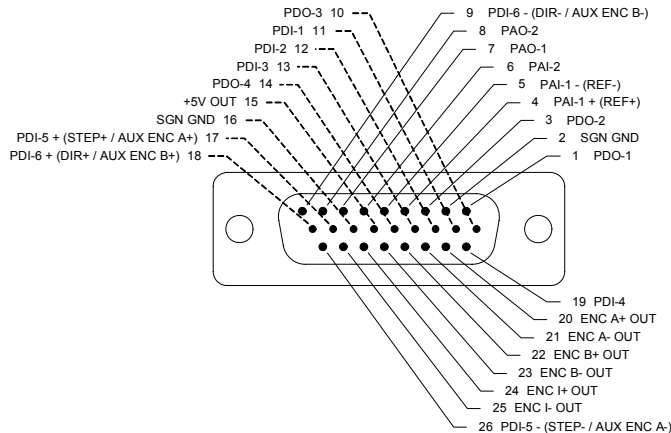 PDO-3 10
PDI-1 11
PDI-2 12
PDI-3 13
PDO-4 14
+5V OUT 15
SGN GND 16
PDI-5 + (STEP+ / AUX ENC A+) 17
PDI-6 + (DIR+ / AUX ENC B+) 18
9 PDI-6 - (DIR- / AUX ENC B-)
8 PAO-2
7 PAO-1
6 PAI-2
5 PAI-1 - (REF-)
4 PAI-1 + (REF+)
3 PDO-2
2 SGN GND
1 PDO-1
19 PDI-4
20 ENC A+ OUT
21 ENC A- OUT
22 ENC B+ OUT
23 ENC B- OUT
24 ENC I+ OUT
25 ENC I- OUT
26 PDI-5 - (STEP- / AUX ENC A-)